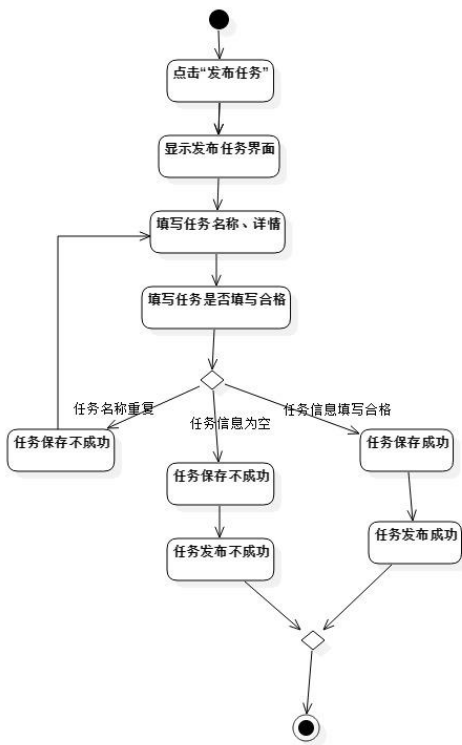 点击“发布任务”
显示发布任务界面
填写任务名称、详情
填写任务是否填写合格
任务名称重复
任务信息为空
任务信息填写合格
任务保存不成功
任务保存不成功
任务保存成功
任务发布不成功
任务发布成功